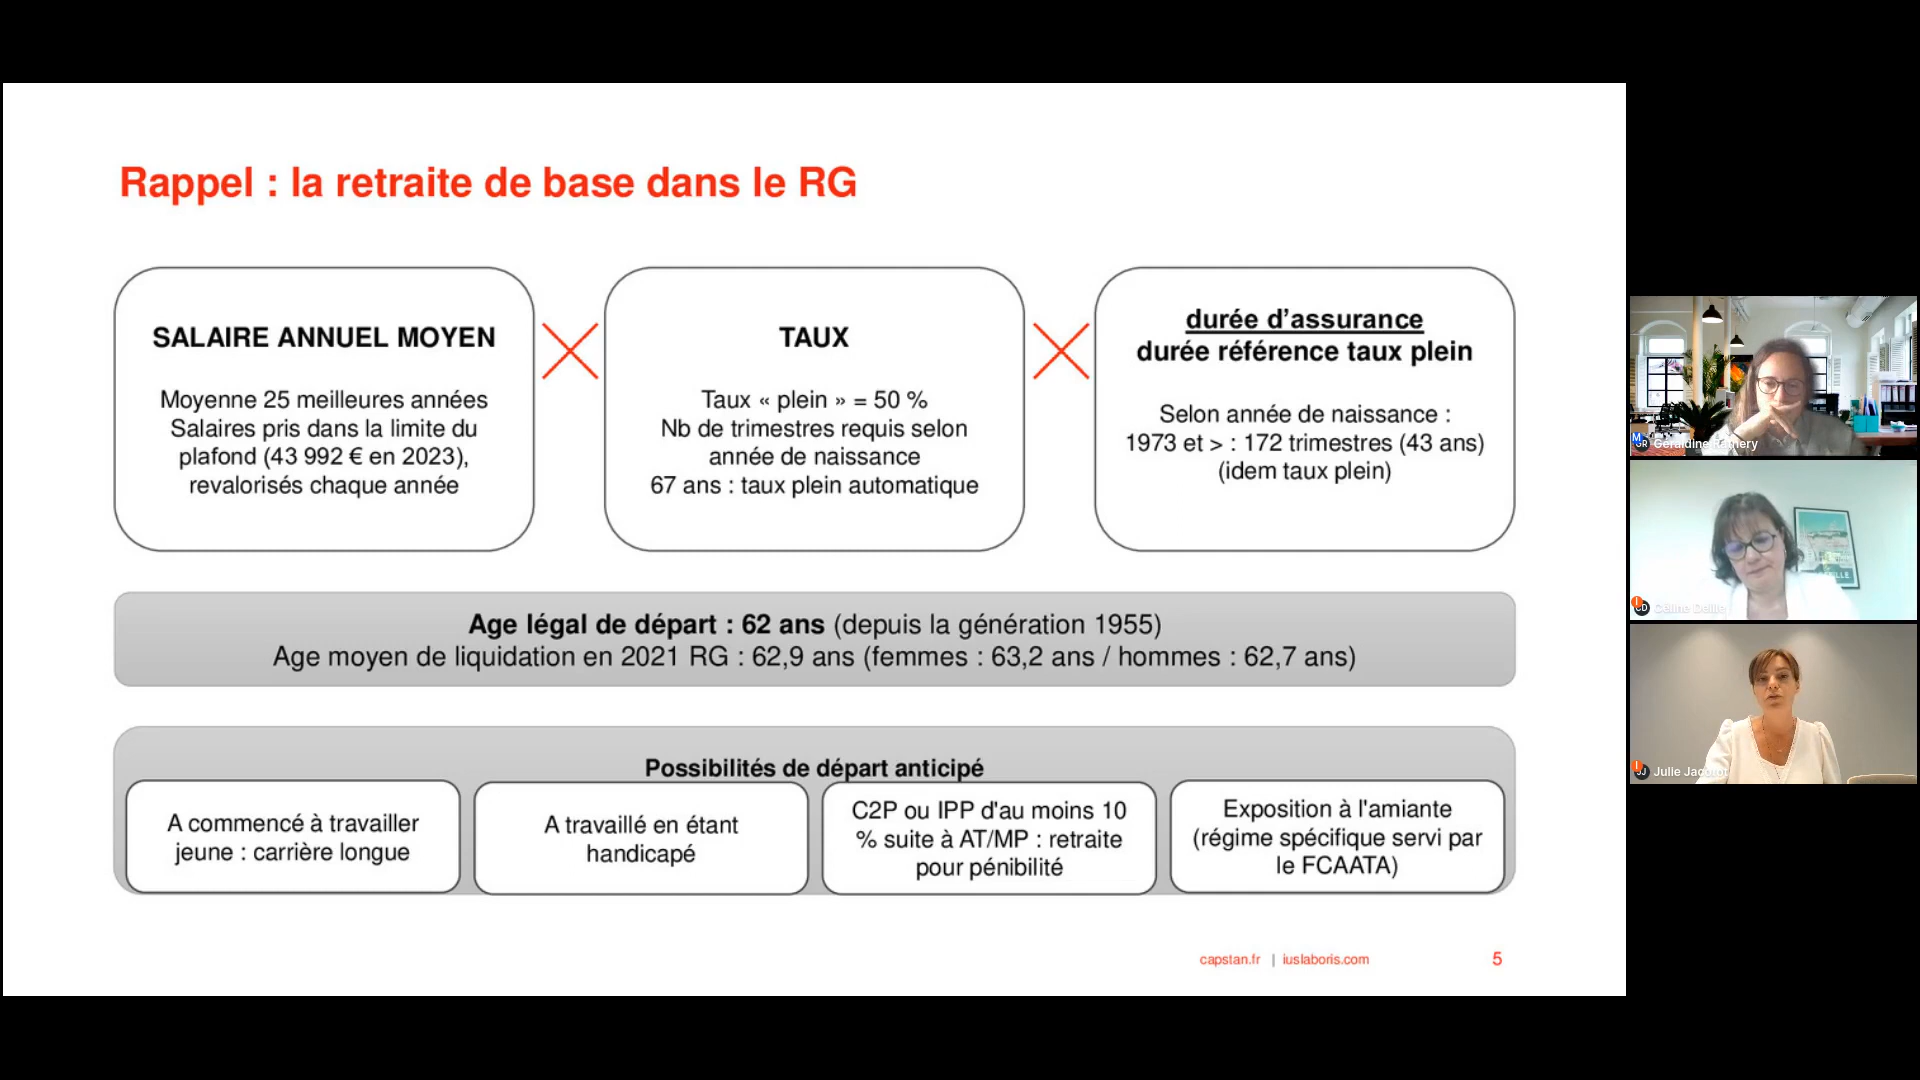 Rappel : la retraite de base dans le RG
SALAIRE ANNUEL MOYEN
Moyenne 25 meilleures années
Salaires pris dans la limite du
plafond (43 992 € en 2023),
revalorisés chaque année
TAUX
Taux « plein » = 50 %
Nb de trimestres requis selon
année de naissance
67 ans : taux plein automatique
durée d'assurance
durée référence taux plein
Selon année de naissance :
1973 et > : 172 trimestres (43 ans)
(idem taux plein)
Age légal de départ : 62 ans (depuis la génération 1955)
Age moyen de liquidation en 2021 RG : 62,9 ans (femmes : 63,2 ans / hommes : 62,7 ans)
Possibilités de départ anticipé
A commencé à travailler
jeune : carrière longue
A travaillé en étant
handicapé
C2P ou IPP d'au moins 10
% suite à AT/MP : retraite
pour pénibilité
Exposition à l'amiante
(régime spécifique servi par
le FCAATA)
capstan.fr | iuslaboris.com
5
M
GR
Géraldine
CD
Céline
JJ
Julie